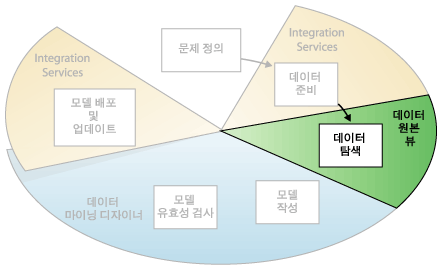 문제 정의
Integration
Services
데이터
준비
데이터
원본
뷰
데이터
탐색
모델
작성
모델
유효성 검사
데이터
마이닝 디자이너
Integration
Services
모델 배포
및
업데이트